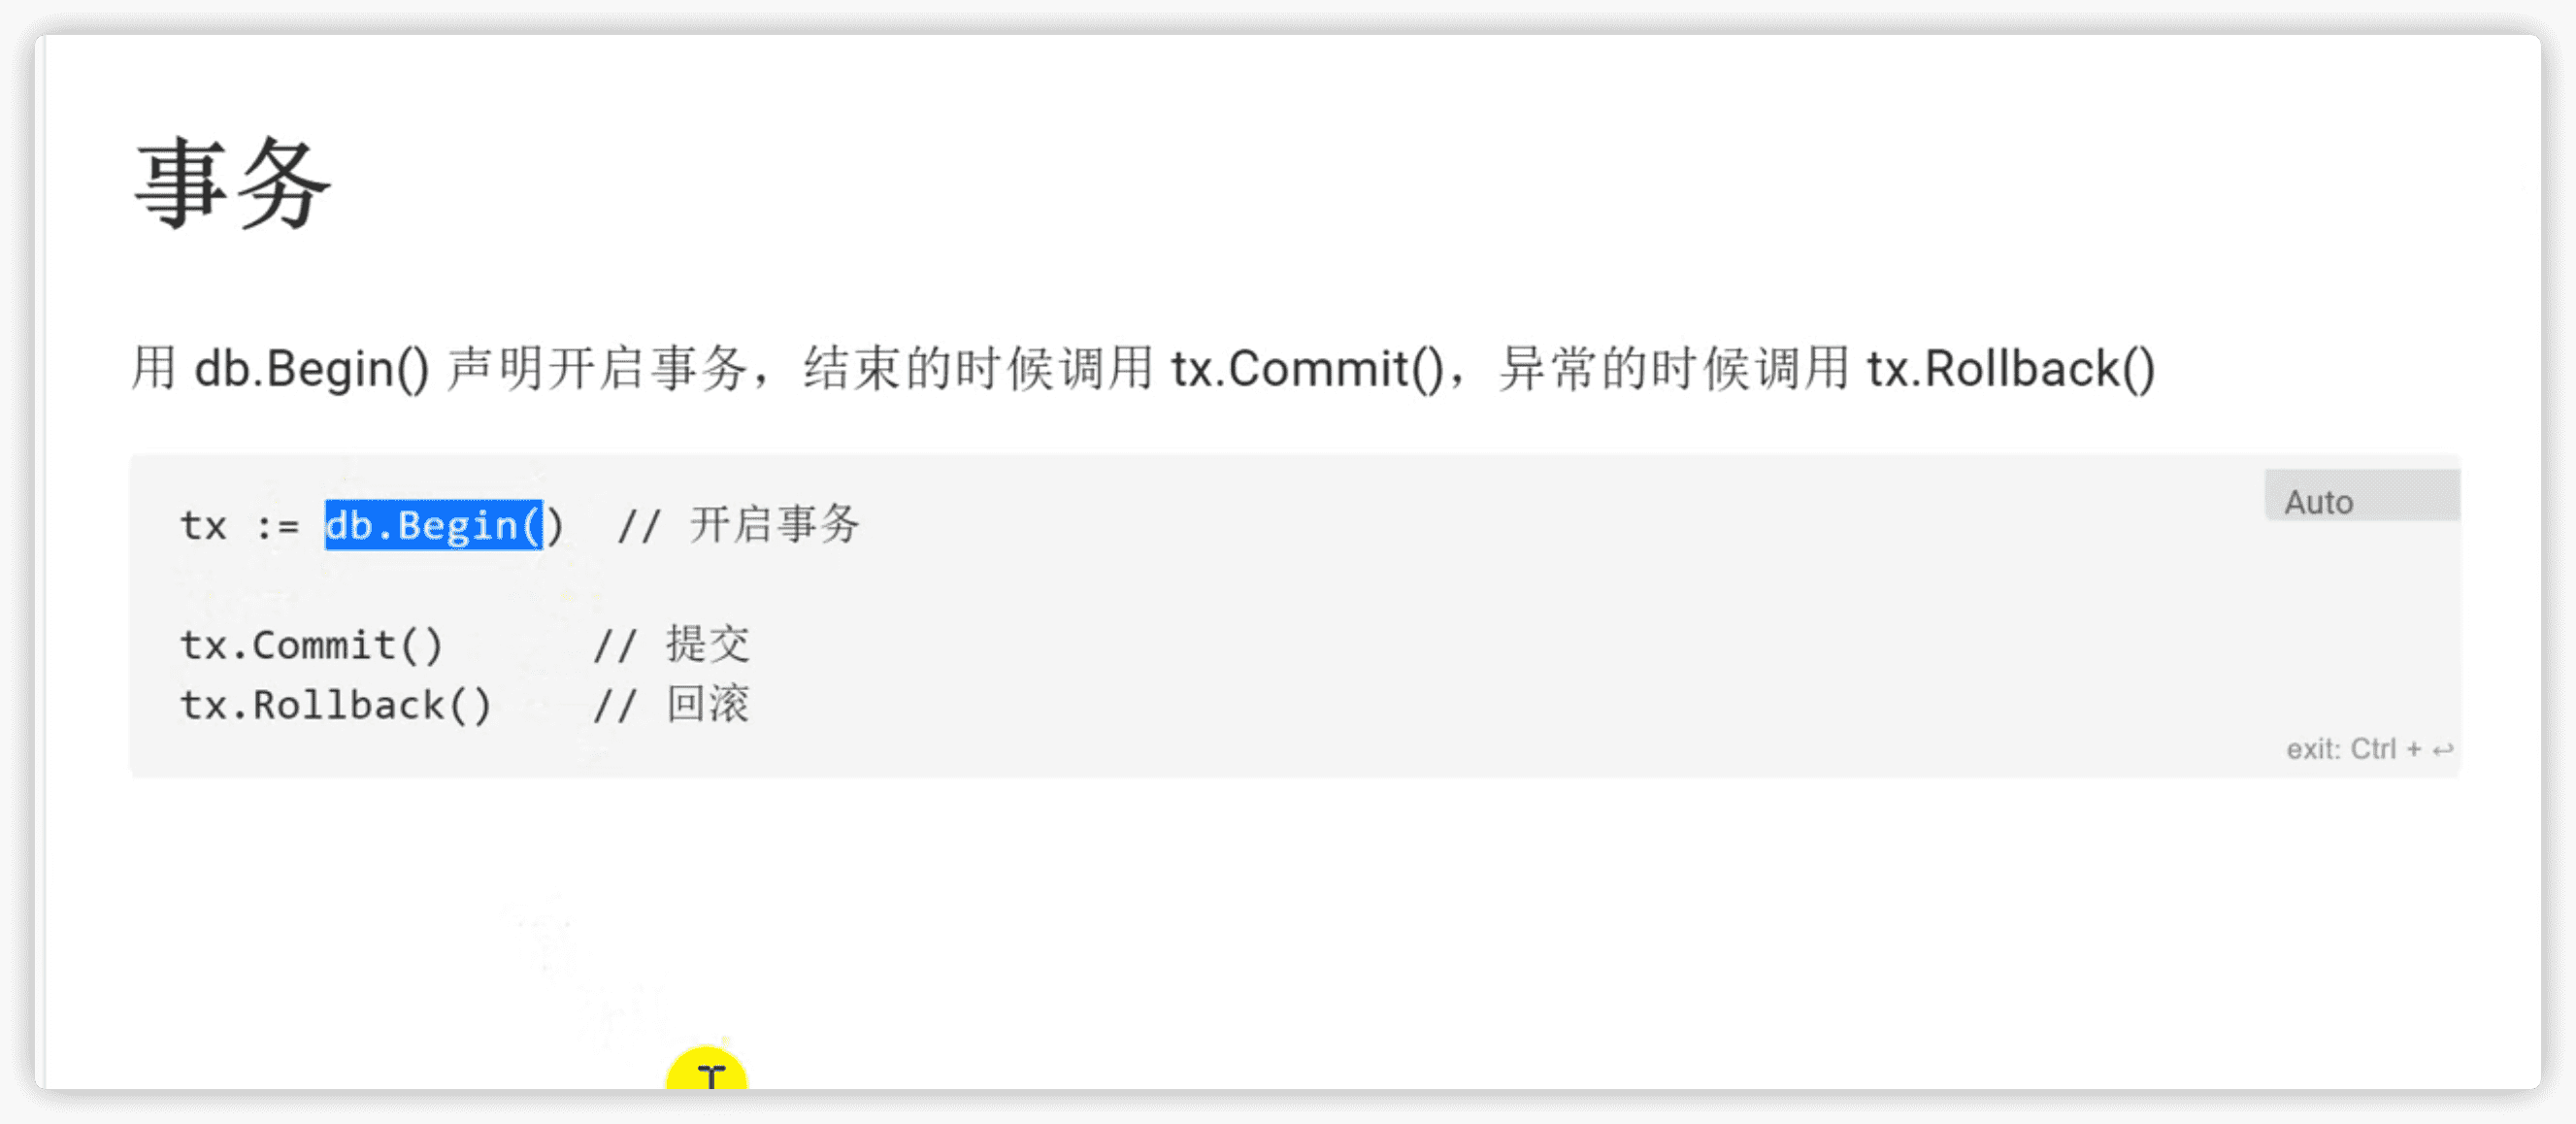 事务
用 db.Begin() 声明开启事务，结束的时候调用 tx.Commit()，异常的时候调用 tx.Rollback()
Auto
tx := db.Begin()  // 开启事务
tx.Commit()      // 提交
tx.Rollback()    // 回滚
exit: Ctrl + ↩